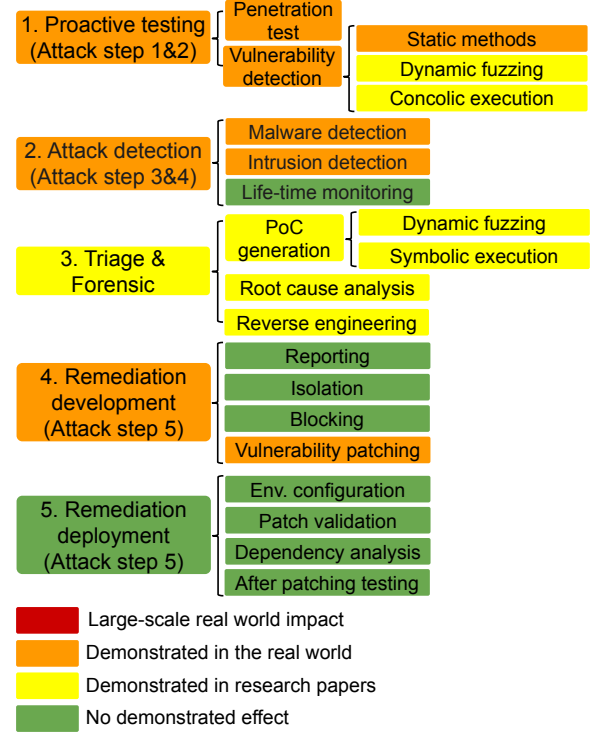 1. Proactive testing
(Attack step 1&2)
Penetration
test
Vulnerability
detection
Static methods
Dynamic fuzzing
Concolic execution
2. Attack detection
(Attack step 3&4)
Malware detection
Intrusion detection
Life-time monitoring
3. Triage &
Forensic
PoC
generation
Dynamic fuzzing
Symbolic execution
Root cause analysis
Reverse engineering
4. Remediation
development
(Attack step 5)
Reporting
Isolation
Blocking
Vulnerability patching
5. Remediation
deployment
(Attack step 5)
Env. configuration
Patch validation
Dependency analysis
After patching testing
Large-scale real world impact
Demonstrated in the real world
Demonstrated in research papers
No demonstrated effect